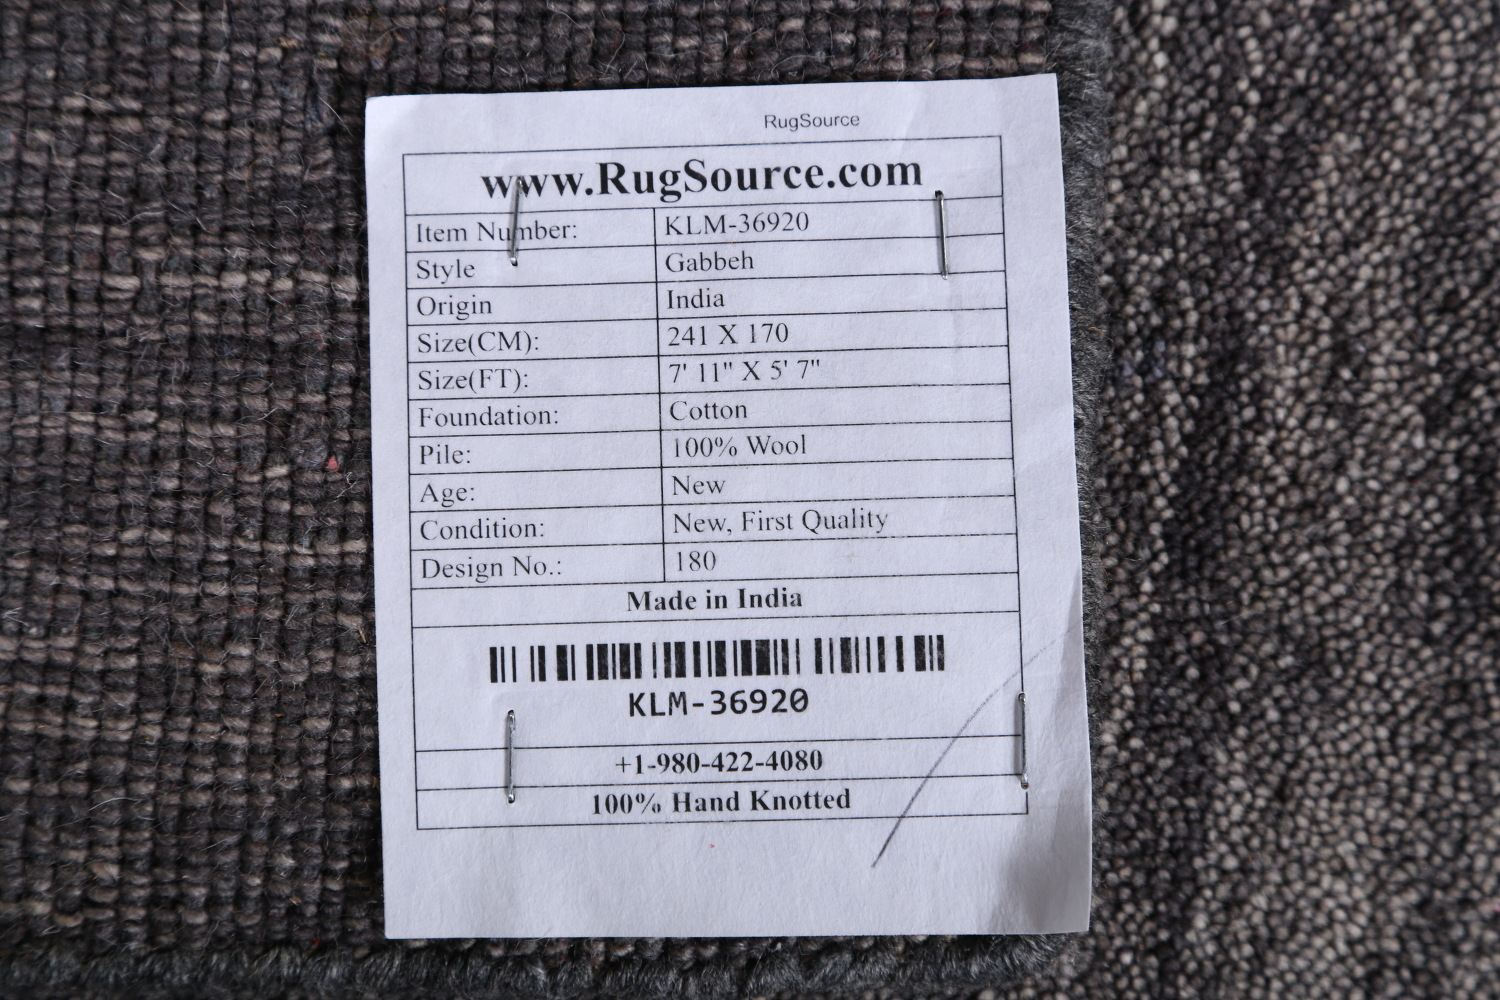 RugSource
www.RugSource.com
Item Number: KLM-36920
Style Gabbeh
Origin India
Size(CM): 241 X 170
Size(FT): 7' 11" X 5' 7"
Foundation: Cotton
Pile: 100% Wool
Age: New
Condition: New, First Quality
Design No.: 180
Made in India
KLM-36920
+1-980-422-4080
100% Hand Knotted